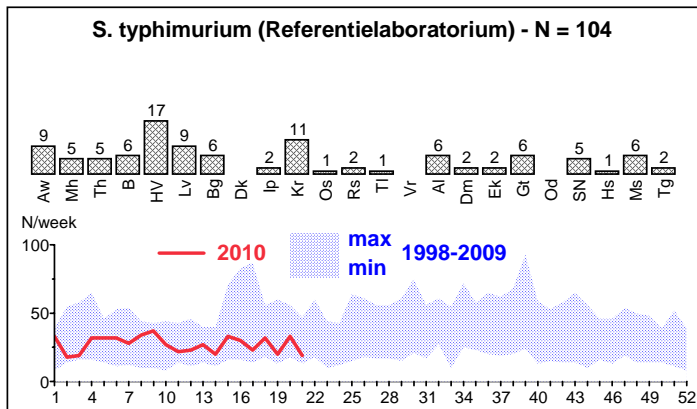 S. typhimurium (Referentielaboratorium) - N = 104
9 5 5 6 17 9 6 2 11 1 2 1 6 2 2 6 5 1 6 2
Aw Mh Th B HV Lv Bg Dk Ip Kr Os Rs Tl Vr Al Dm Ek Gt Od SN Hs Ms Tg
N/week
100
50
0
2010
max
min
1998-2009
1 4 7 10 13 16 19 22 25 28 31 34 37 40 43 46 49 52